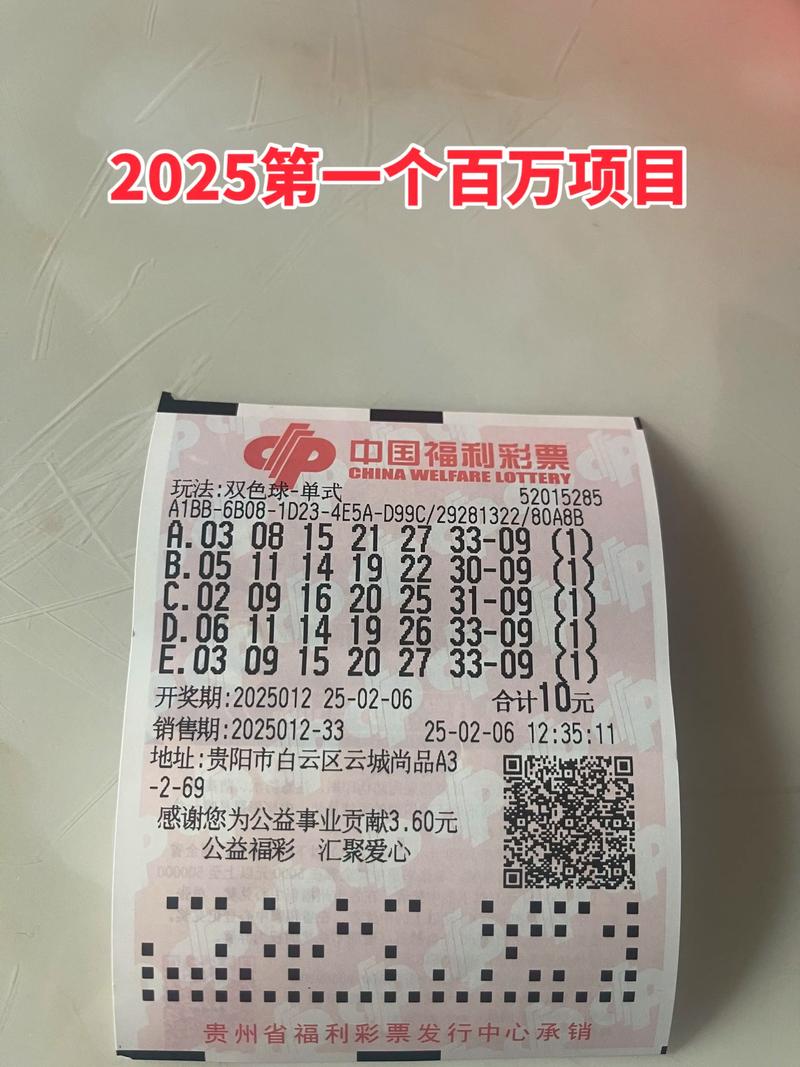 2025第一个百万项目
中国福利彩票
CHINA WELFARE LOTTERY
玩法:双色球-单式 52015285
A1BB-6B08-1D23-4E5A-D99C/29281322/80A8B
A.03 08 15 21 27 33-09 (1)
B.05 11 14 19 22 30-09 (1)
C.02 09 16 20 25 31-09 (1)
D.06 11 14 19 26 33-09 (1)
E.03 09 15 20 27 33-09 (1)
开奖期:2025012 25-02-06 合计10元
销售期:2025012-33 25-02-06 12:35:11
地址:贵阳市白云区云城尚品A3
-2-69
感谢您为公益事业贡献3.60元
公益福彩 汇聚爱心
贵州省福利彩票发行中心承销